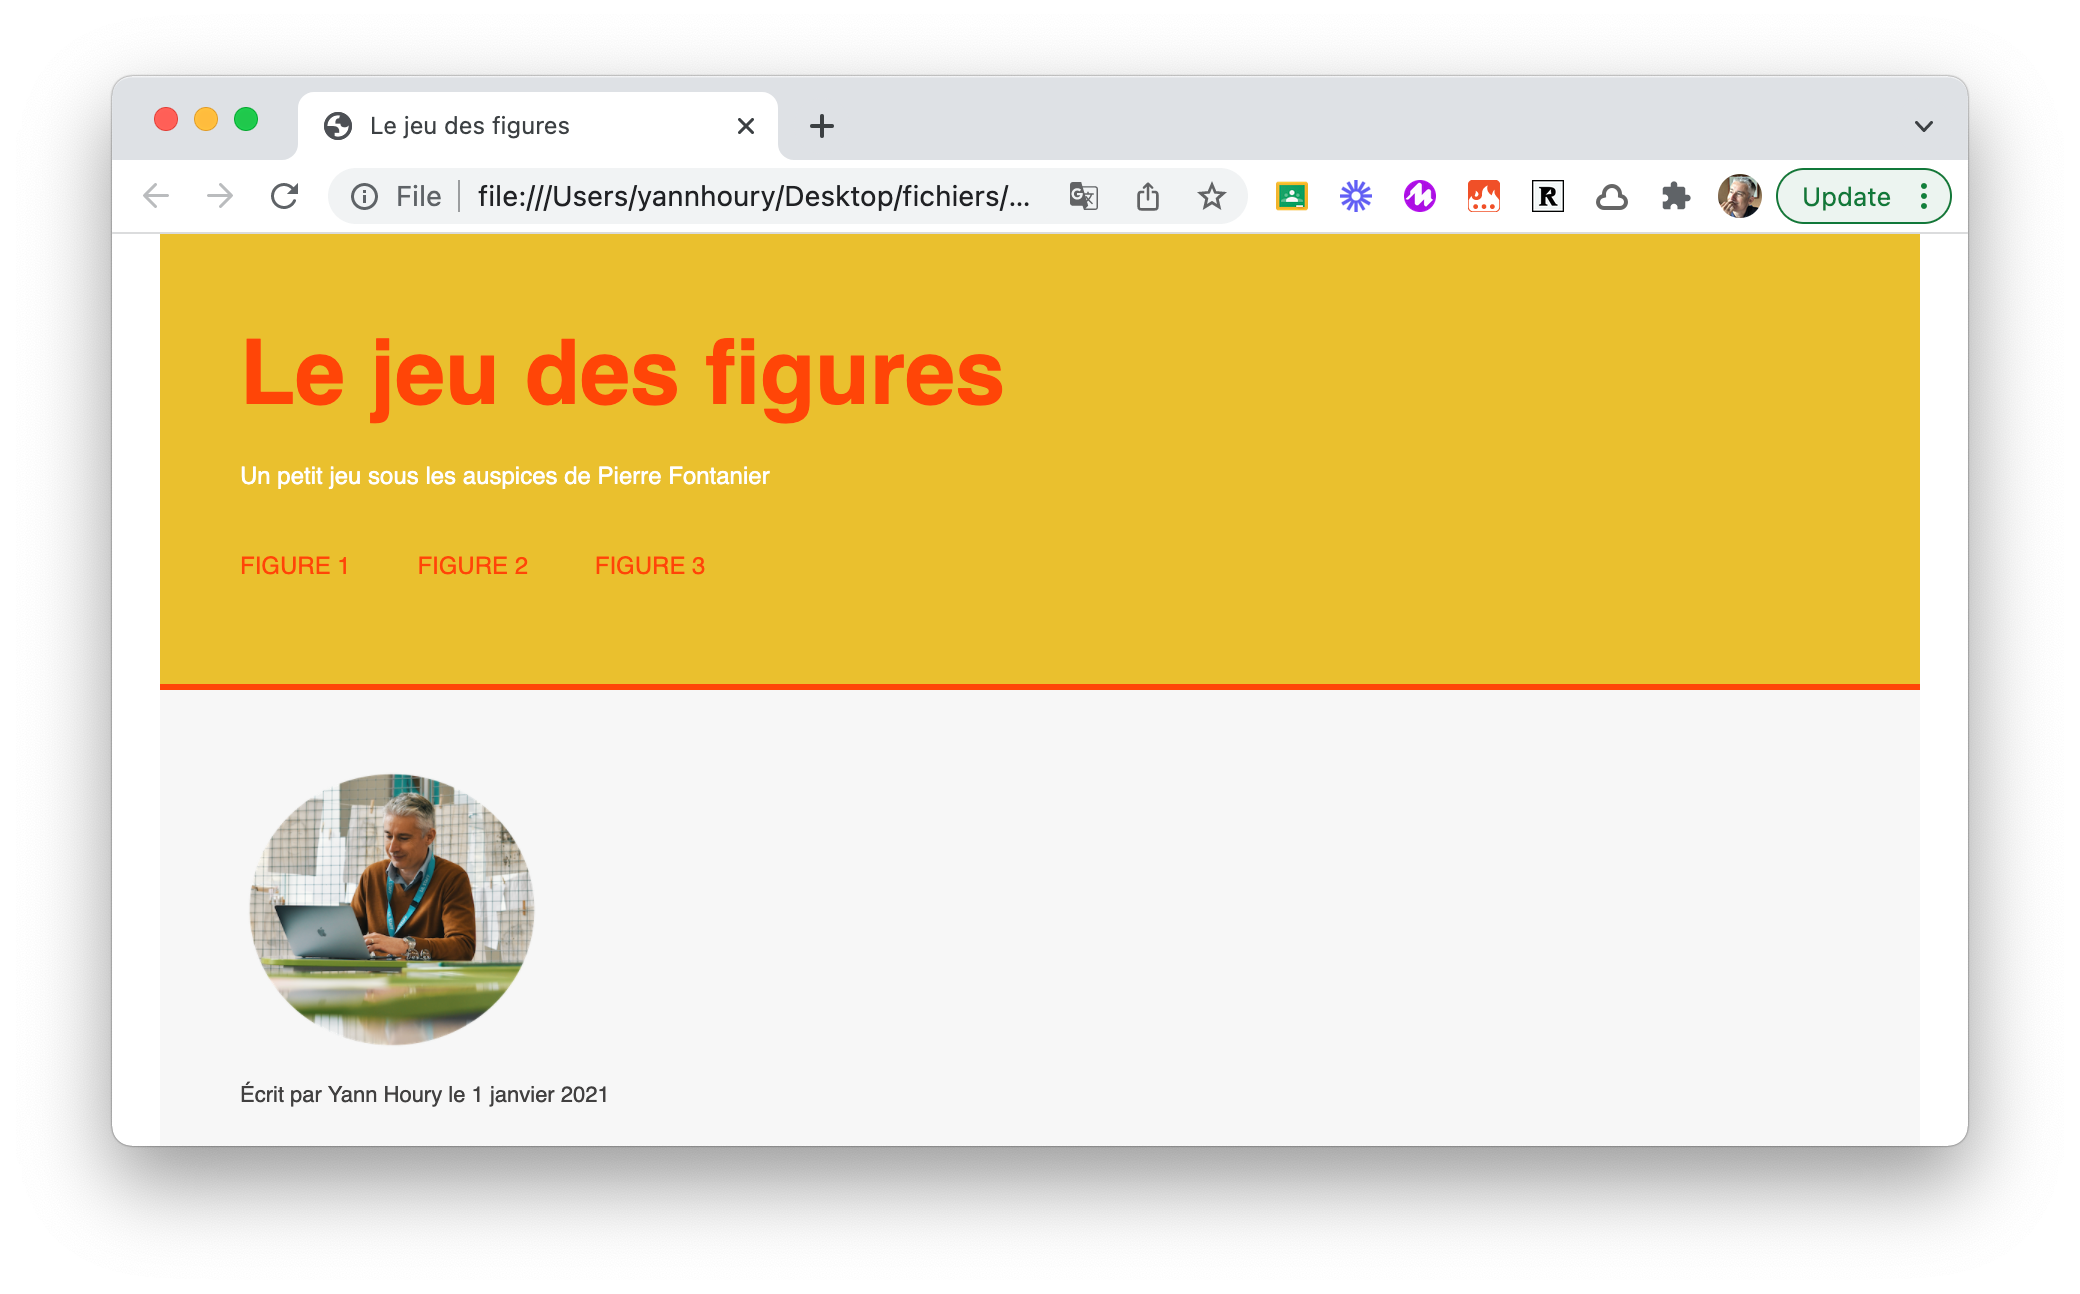 Le jeu des figures
File file:///Users/yannhoury/Desktop/fichiers/... Update
Le jeu des figures
Un petit jeu sous les auspices de Pierre Fontanier
FIGURE 1 FIGURE 2 FIGURE 3
Écrit par Yann Houry le 1 janvier 2021